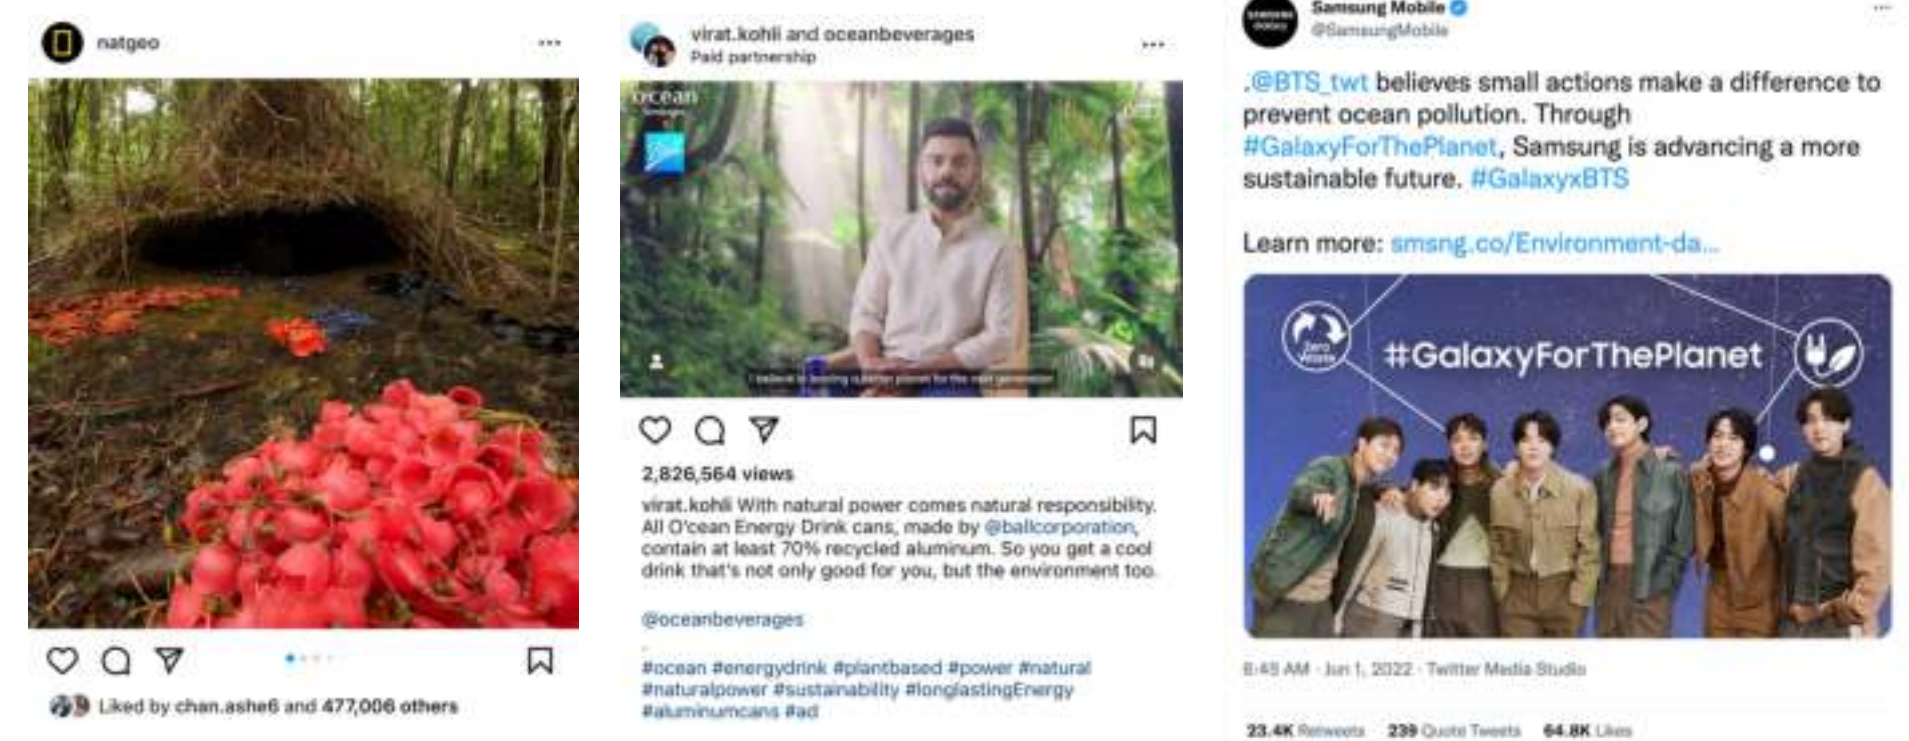 natgeo
Liked by chan.ashe6 and 477,006 others
virat.kohli and oceanbeverages
Paid partnership
ocean
2,826,564 views
virat.kohli With natural power comes natural responsibility.
All O'cean Energy Drink cans, made by @ballcorporation,
contain at least 70% recycled aluminum. So you get a cool
drink that's not only good for you, but the environment too.
@oceanbeverages
.
#ocean #energydrink #plantbased #power #natural
#naturalpower #sustainability #longlastingEnergy
#aluminumcans #ad
Samsung Mobile
@SamsungMobile
.@BTS_twt believes small actions make a difference to
prevent ocean pollution. Through
#GalaxyForThePlanet, Samsung is advancing a more
sustainable future. #GalaxyxBTS
Learn more: smsng.co/Environment-da...
Zero
Waste
#GalaxyForThePlanet
6:45 AM · Jun 1, 2022 · Twitter Media Studio
23.4K Retweets 239 Quote Tweets 64.8K Likes